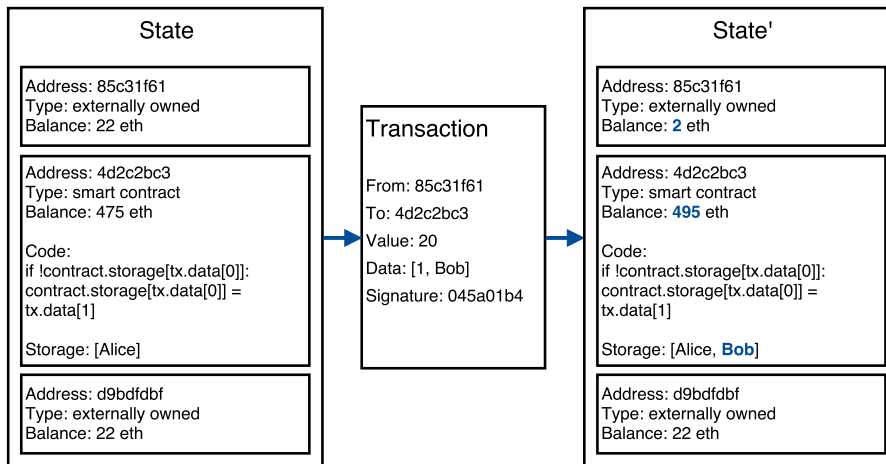 State
Address: 85c31f61
Type: externally owned
Balance: 22 eth
Address: 4d2c2bc3
Type: smart contract
Balance: 475 eth
Code:
if !contract.storage[tx.data[0]]:
contract.storage[tx.data[0]] =
tx.data[1]
Storage: [Alice]
Address: d9bdfdbf
Type: externally owned
Balance: 22 eth
Transaction
From: 85c31f61
To: 4d2c2bc3
Value: 20
Data: [1, Bob]
Signature: 045a01b4
State'
Address: 85c31f61
Type: externally owned
Balance: 2 eth
Address: 4d2c2bc3
Type: smart contract
Balance: 495 eth
Code:
if !contract.storage[tx.data[0]]:
contract.storage[tx.data[0]] =
tx.data[1]
Storage: [Alice, Bob]
Address: d9bdfdbf
Type: externally owned
Balance: 22 eth